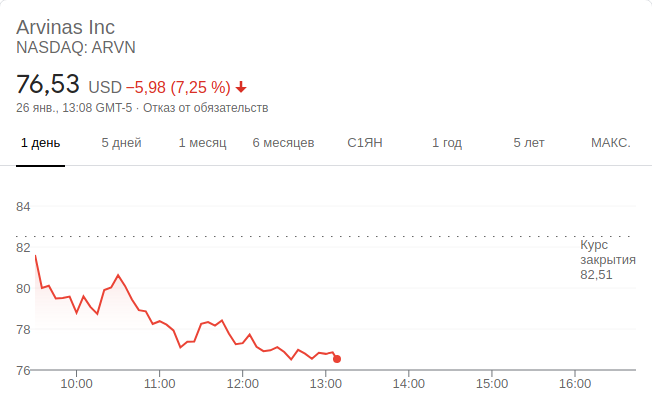 Arvinas Inc
NASDAQ: ARVN
76,53 USD −5,98 (7,25 %)
26 янв., 13:08 GMT-5 · Отказ от обязательств
1 день 5 дней 1 месяц 6 месяцев С1ЯН 1 год 5 лет МАКС.
84
82
80
78
76
Курс
закрытия
82,51
10:00 11:00 12:00 13:00 14:00 15:00 16:00